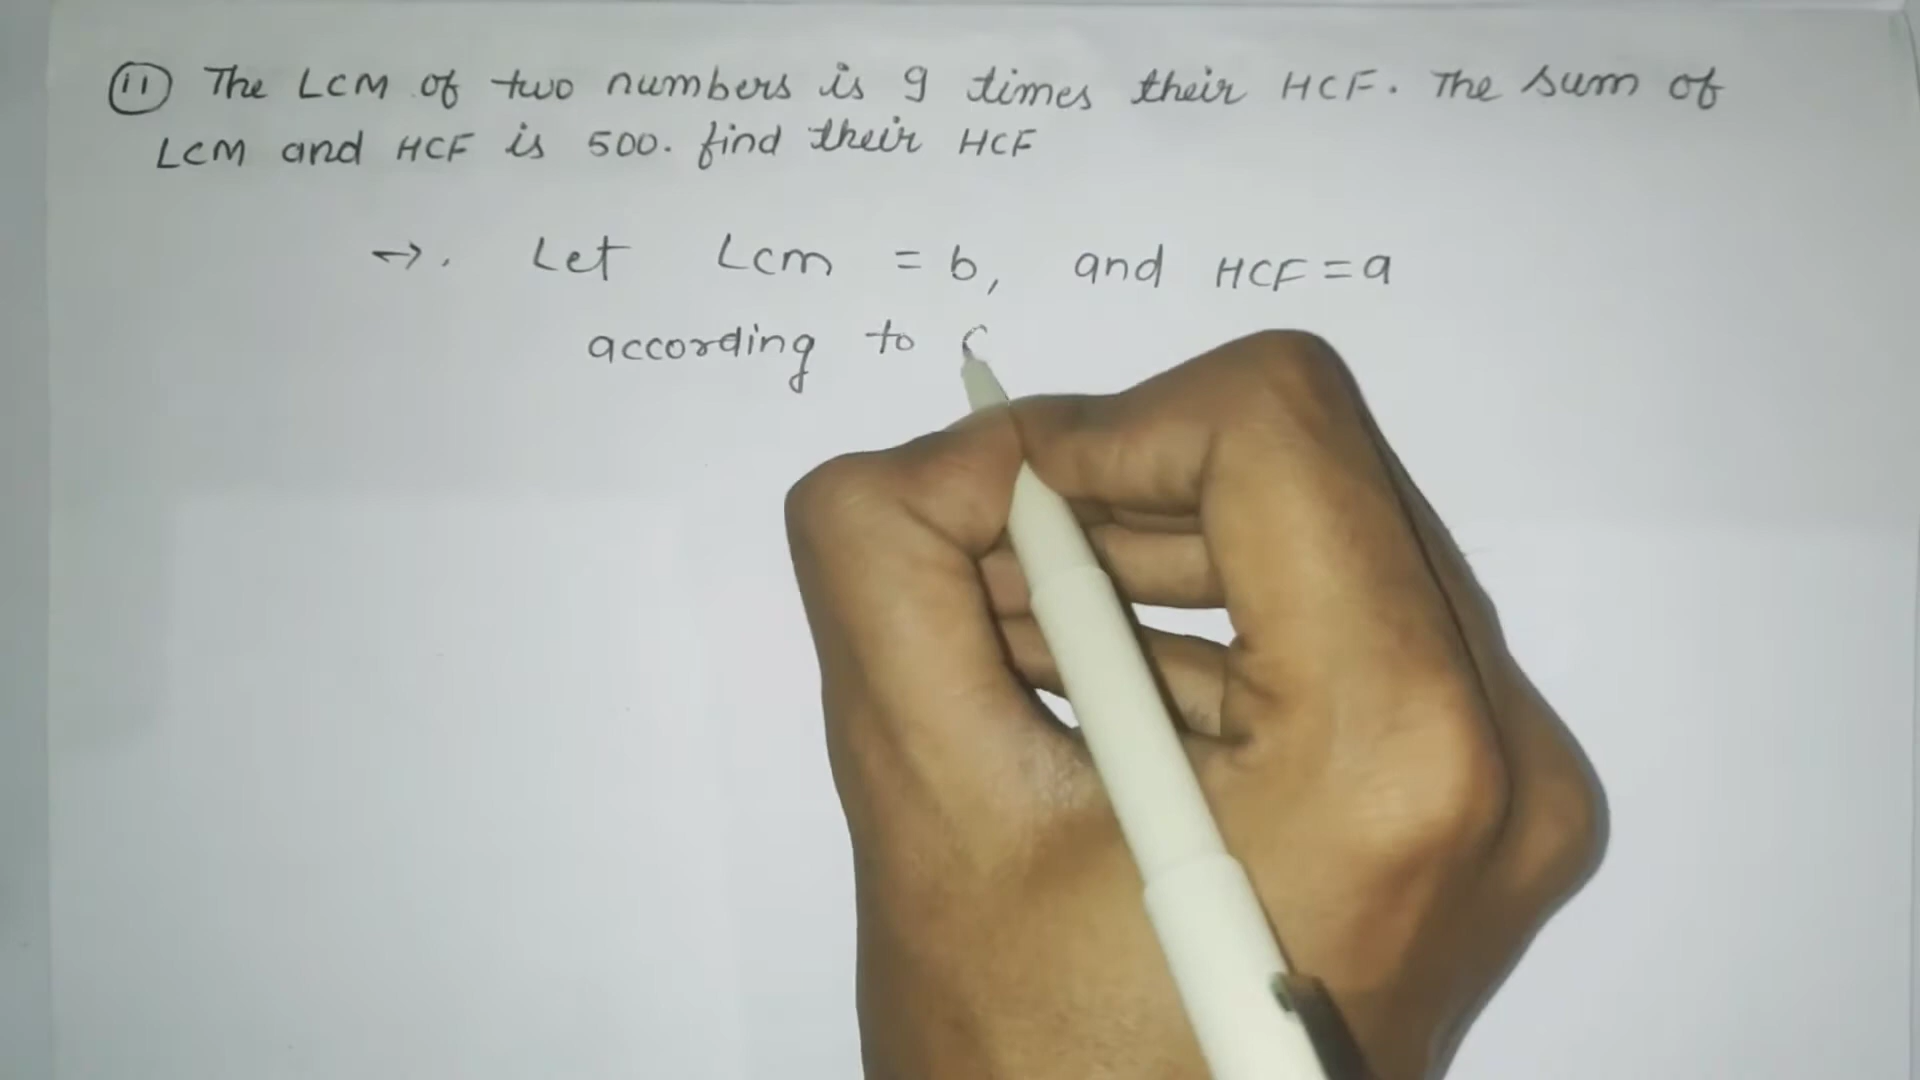 11 The LCM of two numbers is 9 times their HCF. The sum of
LCM and HCF is 500. find their HCF
→. Let Lcm = b, and HCF = a
according to